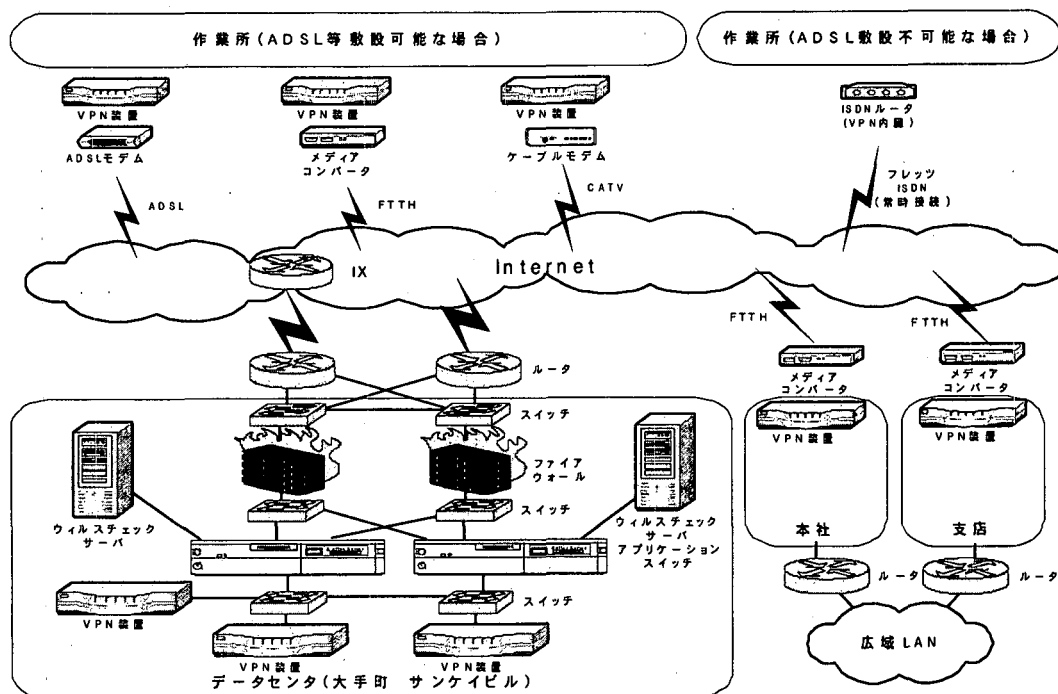 作業所(ADSL等敷設可能な場合)
作業所(ADSL敷設不可能な場合)
VPN装置
ADSLモデム
VPN装置
メディア
コンバータ
VPN装置
ケーブルモデム
ISDNルータ
(VPN内蔵)
ADSL
FTTH
CATV
フレッツ
ISDN
(常時接続)
IX
Internet
FTTH
FTTH
ルータ
メディア
コンバータ
メディア
コンバータ
スイッチ
VPN装置
VPN装置
ファイア
ウォール
スイッチ
ウィルスチェック
サーバ
ウィルスチェック
サーバ
アプリケーション
スイッチ
本社
支店
ルータ
ルータ
スイッチ
VPN装置
広域LAN
VPN装置
VPN装置
データセンタ(大手町 サンケイビル)